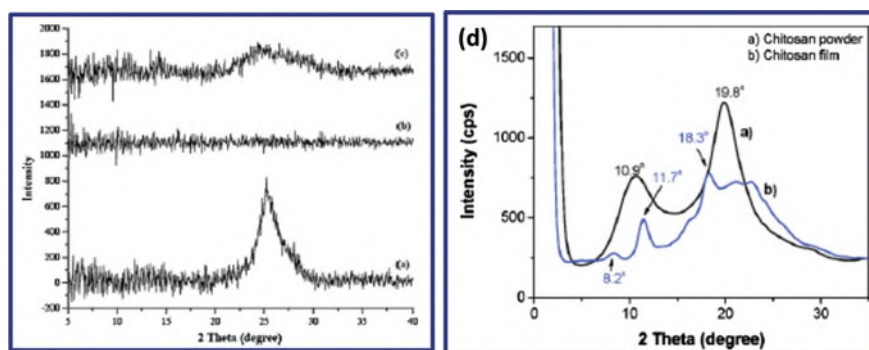 2000
1800
1600
1400
1200
1000
800
600
400
200
0
-200
5
10
15
20
25
30
35
40
Intensity
2 Theta (degree)
(c)
(b)
(a)
(d)
a) Chitosan powder
b) Chitosan film
1500
1000
500
250
Intensity (cps)
19.8°
a)
18.3°
10.9°
11.7°
b)
8.2°
0
10
20
30
2 Theta (degree)